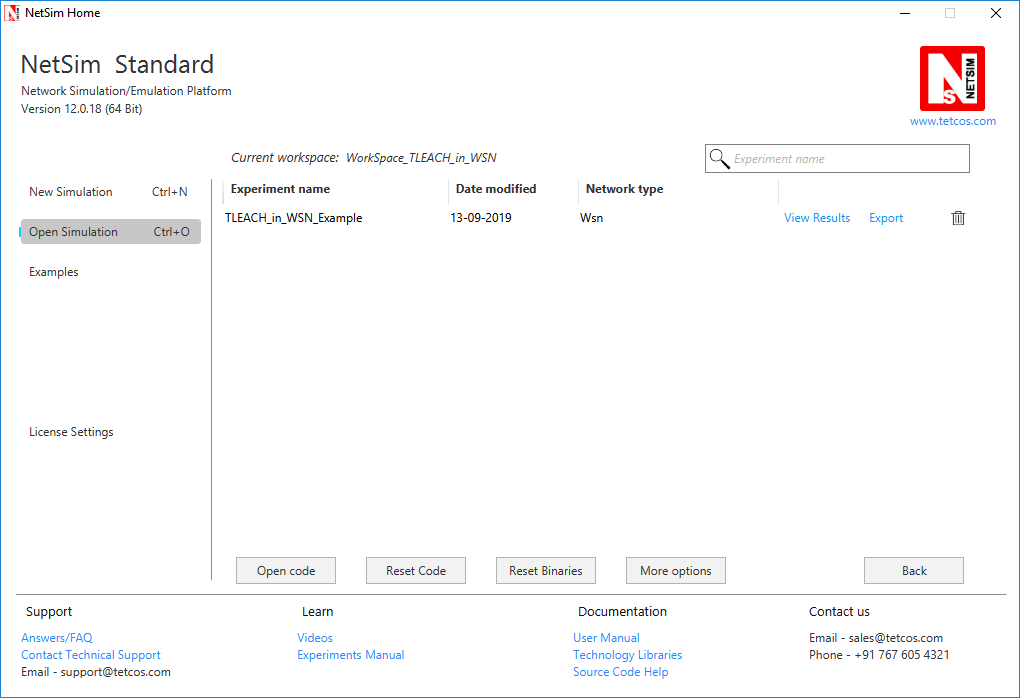 NetSim Home
NetSim Standard
Network Simulation/Emulation Platform
Version 12.0.18 (64 Bit)
NS NETSIM
www.tetcos.com
Current workspace: WorkSpace_TLEACH_in_WSN
Experiment name
New Simulation Ctrl+N
Open Simulation Ctrl+O
Examples
License Settings
Experiment name Date modified Network type
TLEACH_in_WSN_Example 13-09-2019 Wsn View Results Export
Open code Reset Code Reset Binaries More options Back
Support Learn Documentation Contact us
Answers/FAQ Videos User Manual Email - sales@tetcos.com
Contact Technical Support Experiments Manual Technology Libraries Phone - +91 767 605 4321
Email - support@tetcos.com Source Code Help